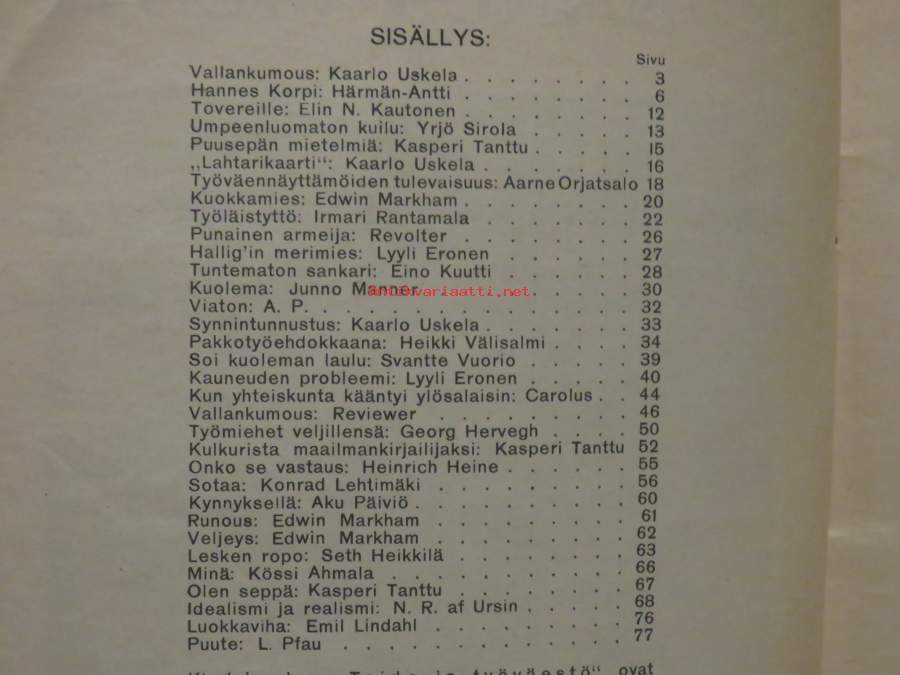 SISÄLLYS:
Sivu
Vallankumous: Kaarlo Uskela . . . . . . . . 3
Hannes Korpi: Härmän-Antti . . . . . . . . 6
Tovereille: Elin N. Kautonen . . . . . . . . 12
Umpeenluomaton kuilu: Yrjö Sirola . . . . . 13
Puusepän mietelmiä: Kasperi Tanttu . . . . . 15
„Lahtarikaarti“: Kaarlo Uskela . . . . . . . 16
Työväennäyttämöiden tulevaisuus: Aarne Orjatsalo 18
Kuokkamies: Edwin Markham . . . . . . . . 20
Työläistyttö: Irmari Rantamala . . . . . . . 22
Punainen armeija: Revolter . . . . . . . . 26
Hallig'in merimies: Lyyli Eronen . . . . . . 27
Tuntematon sankari: Eino Kuutti . . . . . . 28
Kuolema: Junno Manner . . . . . . . . 30
antikvariaatti.net
Viaton: A. P. . . . . . . . . . . . . . 32
Synnintunnustus: Kaarlo Uskela . . . . . . . 33
Pakkotyöehdokkaana: Heikki Välisalmi . . . . 34
Soi kuoleman laulu: Svantte Vuorio . . . . . 39
Kauneuden probleemi: Lyyli Eronen . . . . . 40
Kun yhteiskunta kääntyi ylösalaisin: Carolus . . 44
Vallankumous: Reviewer . . . . . . . . . 46
Työmiehet veljillensä: Georg Hervegh . . . . 50
Kulkurista maailmankirjailijaksi: Kasperi Tanttu 52
Onko se vastaus: Heinrich Heine . . . . . . 55
Sotaa: Konrad Lehtimäki . . . . . . . . . 56
Kynnyksellä: Aku Päiviö . . . . . . . . . 60
Runous: Edwin Markham . . . . . . . . . 61
Veljeys: Edwin Markham . . . . . . . . . 62
Lesken ropo: Seth Heikkilä . . . . . . . . 63
Minä: Kössi Ahmala . . . . . . . . . . 66
Olen seppä: Kasperi Tanttu . . . . . . . . 67
Idealismi ja realismi: N. R. af Ursin . . . . . 68
Luokkaviha: Emil Lindahl . . . . . . . . 76
Puute: L. Pfau . . . . . . . . . . . . 77
ovat